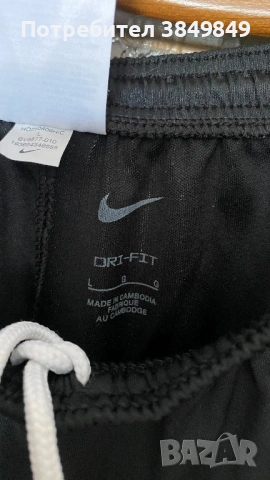 Потребител 3849849
DRI-FIT
L G G
MADE IN CAMBODIA
FABRIQUÉ
AU CAMBODGE
BAZAR